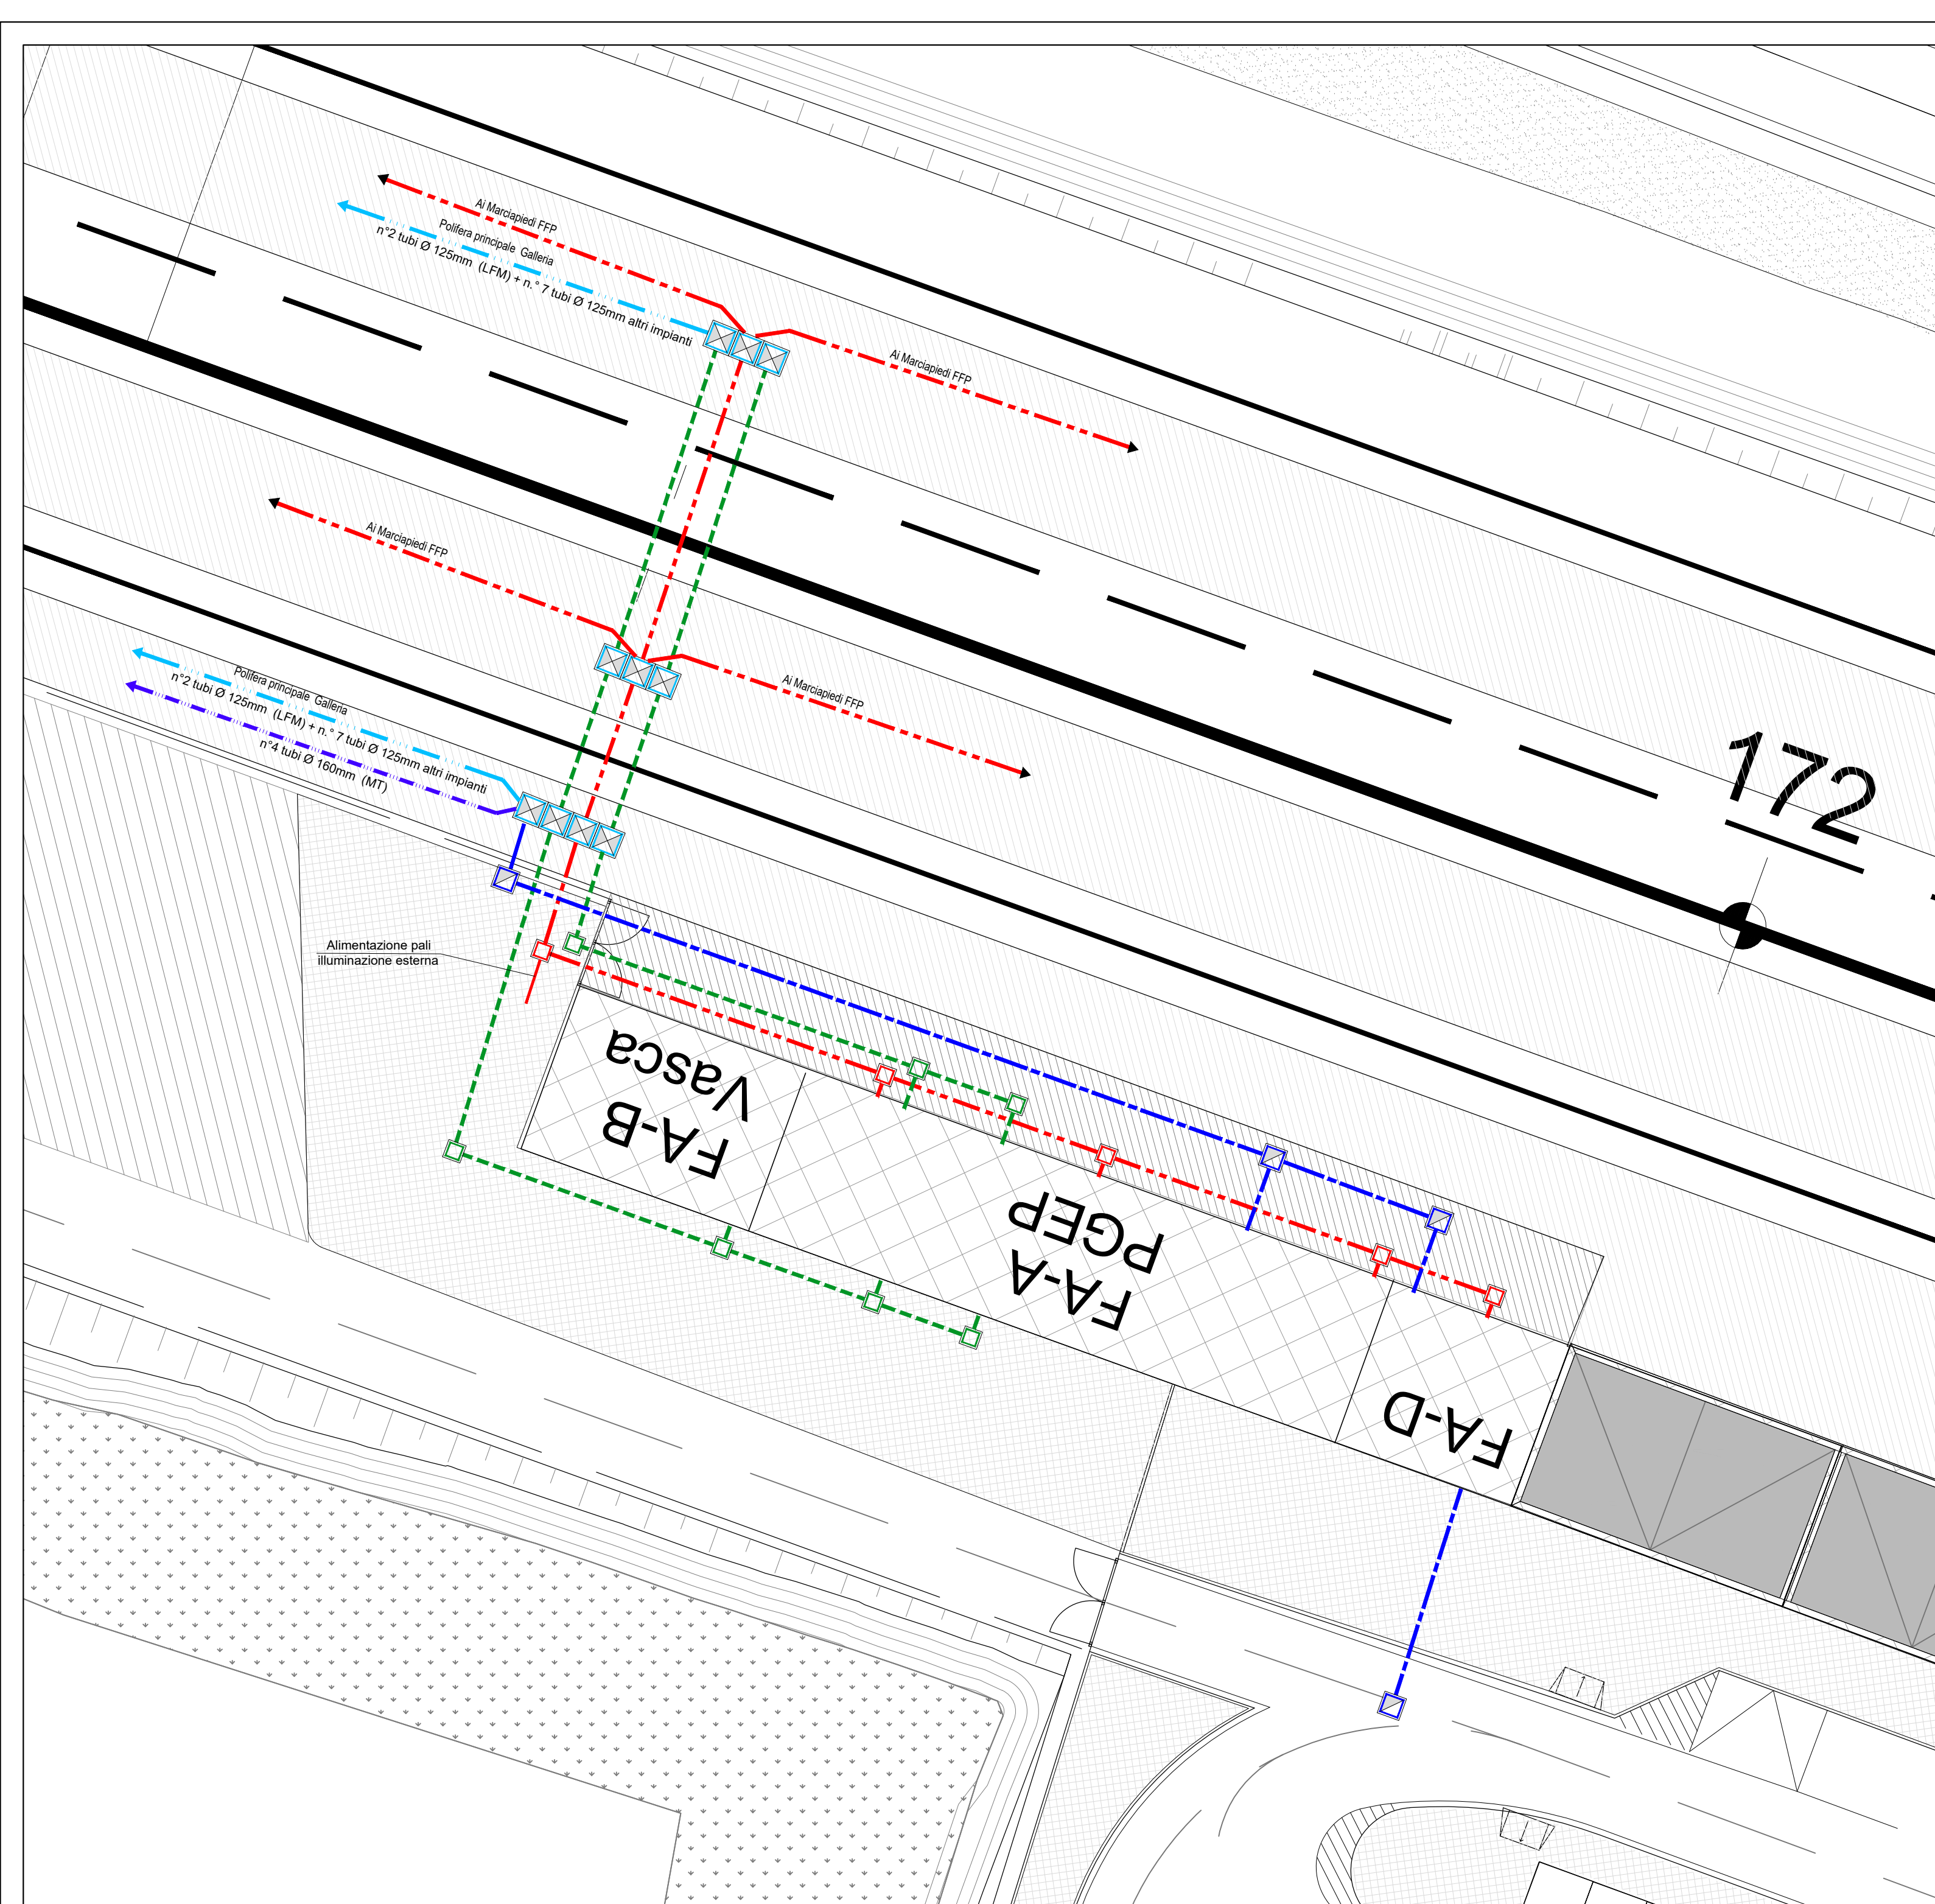 Ai Marciapiedi FFP
Polifera principale Galleria
n°2 tubi Ø 125mm (LFM) + n.° 7 tubi Ø 125mm altri impianti
Ai Marciapiedi FFP
Ai Marciapiedi FFP
Ai Marciapiedi FFP
Polifera principale Galleria
n°2 tubi Ø 125mm (LFM) + n.° 7 tubi Ø 125mm altri impianti
n°4 tubi Ø 160mm (MT)
172
Alimentazione pali
illuminazione esterna
FA-B
Vasca
FA-A
PGEP
FA-D